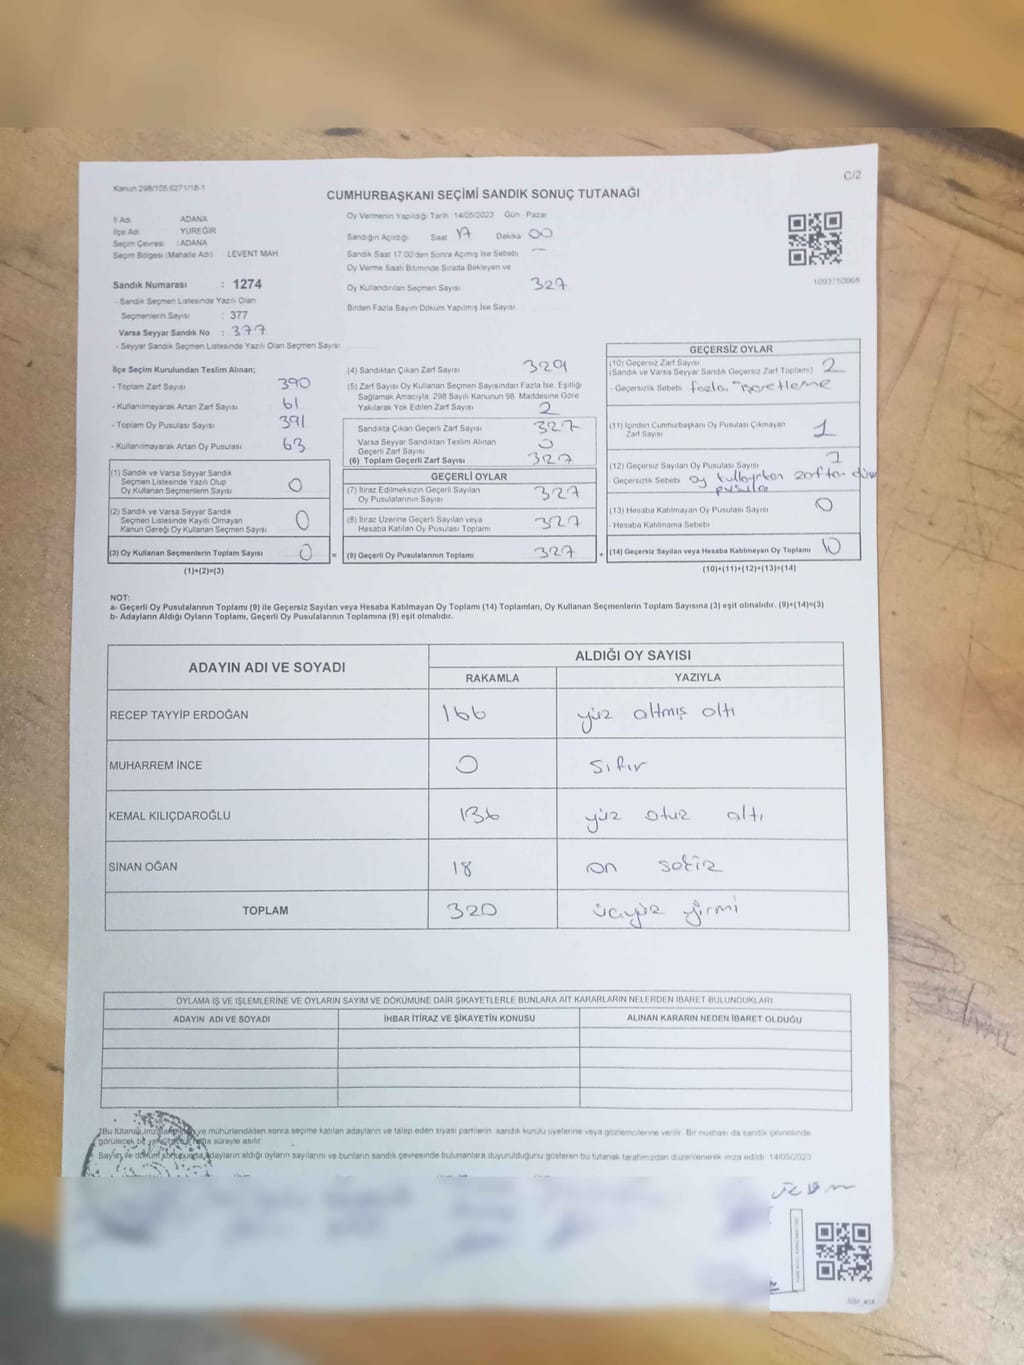 Kanun 298/105 6271/18-1
C/2
CUMHURBAŞKANI SEÇİMİ SANDIK SONUÇ TUTANAĞI
İl Adı ADANA
İlçe Adı YÜREĞİR
Seçim Çevresi : ADANA
Seçim Bölgesi (Mahalle Adı) LEVENT MAH
Sandık Numarası : 1274
- Sandık Seçmen Listesinde Yazılı Olan
Seçmenlerin Sayısı : 377
Varsa Seyyar Sandık No : 377
- Seyyar Sandık Seçmen Listesinde Yazılı Olan Seçmen Sayısı
Oy Vermenin Yapıldığı Tarih 14/05/2023 Gün Pazar
Sandığın Açıldığı Saat 17 Dakika 00
Sandık Saat 17:00'den Sonra Açılmış İse Sebebi —
Oy Verme Saati Bitiminde Sırada Bekleyen ve
Oy Kullandırılan Seçmen Sayısı 327
Birden Fazla Sayım Döküm Yapılmış İse Sayısı
1093750968
İlçe Seçim Kurulundan Teslim Alınan;
- Toplam Zarf Sayısı 390
- Kullanılmayarak Artan Zarf Sayısı 61
- Toplam Oy Pusulası Sayısı 391
- Kullanılmayarak Artan Oy Pusulası 63
(1) Sandık ve Varsa Seyyar Sandık
Seçmen Listesinde Yazılı Olup
Oy Kullanan Seçmenlerin Sayısı 0
(2) Sandık ve Varsa Seyyar Sandık
Seçmen Listesinde Kayıtlı Olmayan
Kanun Gereği Oy Kullanan Seçmen Sayısı 0
(3) Oy Kullanan Seçmenlerin Toplam Sayısı 0 =
(1)+(2)=(3)
(4) Sandıktan Çıkan Zarf Sayısı 329
(5) Zarf Sayısı Oy Kullanan Seçmen Sayısından Fazla İse, Eşitliği
Sağlamak Amacıyla, 298 Sayılı Kanunun 98. Maddesine Göre
Yakılarak Yok Edilen Zarf Sayısı 2
Sandıkta Çıkan Geçerli Zarf Sayısı 327
Varsa Seyyar Sandıktan Teslim Alınan
Geçerli Zarf Sayısı 0
(6) Toplam Geçerli Zarf Sayısı 327
GEÇERLİ OYLAR
(7) İtiraz Edilmeksizin Geçerli Sayılan
Oy Pusulalarının Sayısı 327
(8) İtiraz Üzerine Geçerli Sayılan veya
Hesaba Katılan Oy Pusulası Toplamı 327
(9) Geçerli Oy Pusulalarının Toplamı 327 +
GEÇERSİZ OYLAR
(10) Geçersiz Zarf Sayısı
(Sandık ve Varsa Seyyar Sandık Geçersiz Zarf Toplamı) 2
- Geçersizlik Sebebi fazla işaretleme
(11) İçinden Cumhurbaşkanı Oy Pusulası Çıkmayan
Zarf Sayısı 1
(12) Geçersiz Sayılan Oy Pusulası Sayısı 7
- Geçersizlik Sebebi oy zarftan
pusula
(13) Hesaba Katılmayan Oy Pusulası Sayısı 0
- Hesaba Katılmama Sebebi
(14) Geçersiz Sayılan veya Hesaba Katılmayan Oy Toplamı 10
(10)+(11)+(12)+(13)=(14)
NOT:
a- Geçerli Oy Pusulalarının Toplamı (9) ile Geçersiz Sayılan veya Hesaba Katılmayan Oy Toplamı (14) Toplamları, Oy Kullanan Seçmenlerin Toplam Sayısına (3) eşit olmalıdır. (9)+(14)=(3)
b- Adayların Aldığı Oyların Toplamı, Geçerli Oy Pusulalarının Toplamına (9) eşit olmalıdır.
ADAYIN ADI VE SOYADI ALDIĞI OY SAYISI
RAKAMLA YAZIYLA
RECEP TAYYİP ERDOĞAN 166 yüz altmış altı
MUHARREM İNCE 0 sıfır
KEMAL KILIÇDAROĞLU 136 yüz otuz altı
SİNAN OĞAN 18 on sekiz
TOPLAM 320 üçyüz yirmi
OYLAMA İŞ VE İŞLEMLERİNE VE OYLARIN SAYIM VE DÖKÜMÜNE DAİR ŞİKAYETLERLE BUNLARA AİT KARARLARIN NELERDEN İBARET BULUNDUKLARI
ADAYIN ADI VE SOYADI İHBAR İTİRAZ VE ŞİKAYETİN KONUSU ALINAN KARARIN NEDEN İBARET OLDUĞU
*Bu tutanak ve mühürlendikten sonra seçime katılan adayların ve talep eden siyasi partilerin sandık kurulu üyelerine veya gözlemcilerine verilir. Bir nushası da sandık çevresinde
görülecek bir süreyle asılır.
Sayım ve döküm sonucunda adayların aldığı oyların sayılarını ve bunların sandık çevresinde bulunanlara duyurulduğunu gösteren bu tutanak tarafımızdan düzenlenerek imza edildi. 14/05/2023